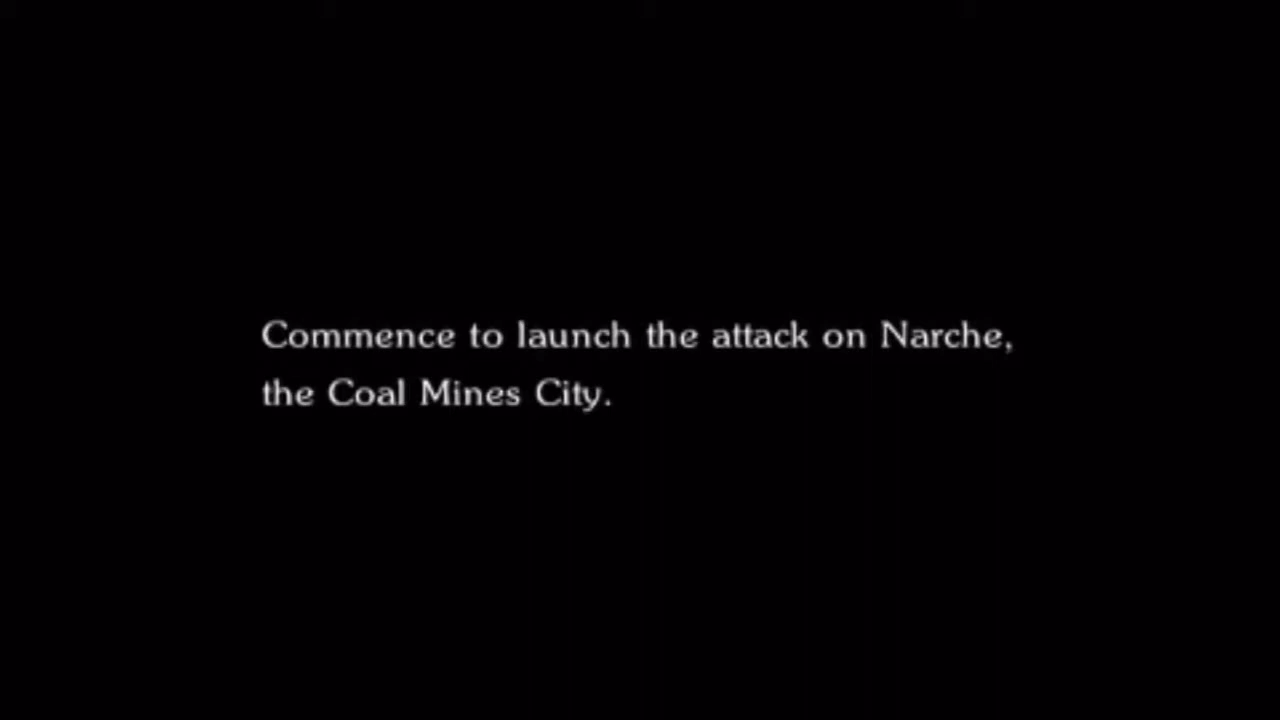 Commence to launch the attack on Narche,
the Coal Mines City.